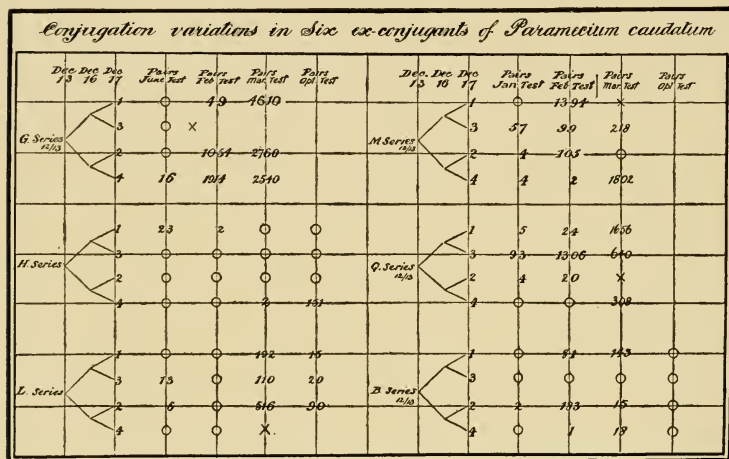 Conjugation variations in Six ex-conjugants of Paramecium caudatum
Dec 13 Dec 16 Dec 17 Pairs June Test Pairs Feb Test Pairs Mar. Test Pairs Apl Test
G. Series 12/13
1 O 49 4610
3 O X
2 O 1054 2760
4 16 1914 2540
H. Series
1 23 2 O O
3 O O O O
2 O O O O
4 O O 2 151
L. Series
1 O O 15
3 13 O 110 20
2 6 O 516 90
4 O O X
Dec. 13 Dec 16 Dec 17 Pairs Jan Test Pairs Feb Test Pairs Mar. Test Pairs Apl Test
M Series 12/13
1 O 1394 x
3 57 99 218
2 4 105 O
4 4 2 1802
Q. Series 12/13
1 5 24 1656
3 93 1306 640
2 4 20 X
4 O O 308
B. Series 12/13
1 O 143 O
3 O O O O
2 2 133 15 O
4 O 1 18 O